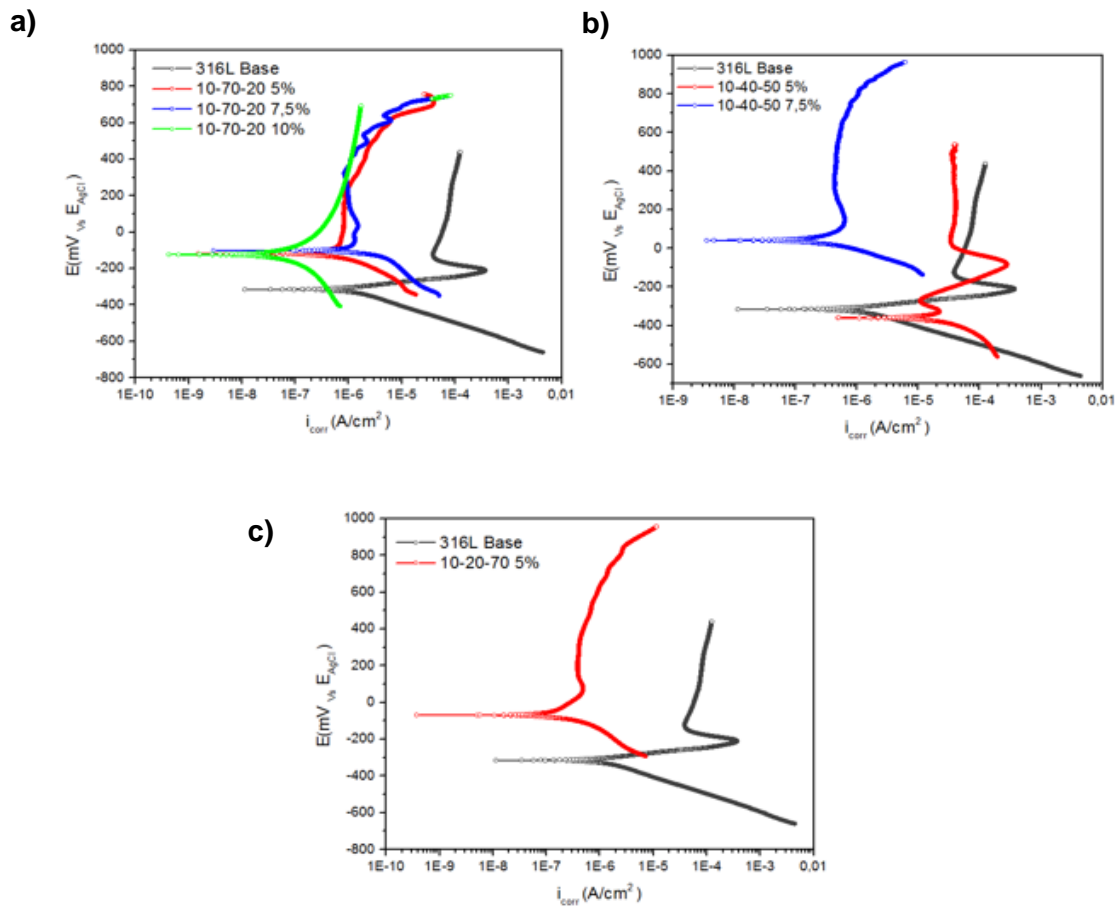 a)
1000
800
600
400
200
0
-200
-400
-600
-800
E(mV Vs EAgCl)
316L Base
10-70-20 5%
10-70-20 7,5%
10-70-20 10%
1E-10 1E-9 1E-8 1E-7 1E-6 1E-5 1E-4 1E-3 0,01
icorr (A/cm²)
b)
1000
800
600
400
200
0
-200
-400
-600
E(mV Vs EAgCl)
316L Base
10-40-50 5%
10-40-50 7,5%
1E-9 1E-8 1E-7 1E-6 1E-5 1E-4 1E-3 0,01
icorr (A/cm²)
c)
1000
800
600
400
200
0
-200
-400
-600
-800
E(mV Vs EAgCl)
316L Base
10-20-70 5%
1E-10 1E-9 1E-8 1E-7 1E-6 1E-5 1E-4 1E-3 0,01
icorr (A/cm²)